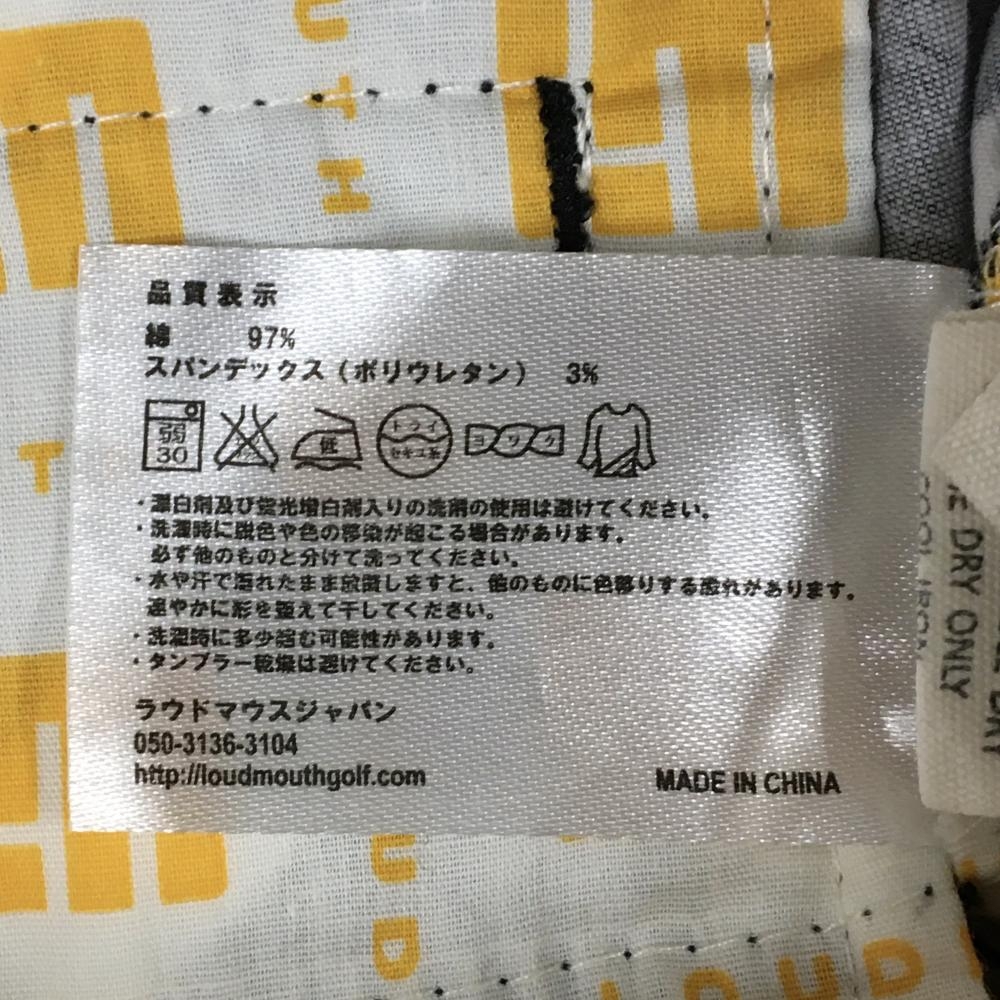 UTH
T
品質表示
綿 97%
スパンデックス（ポリウレタン） 3%
弱
30
低
ドライ
セキユ系
ヨワク
・漂白剤及び蛍光増白剤入りの洗剤の使用は避けてください。
・洗濯時に脱色や色の移染が起こる場合があります。
必ず他のものと分けて洗ってください。
・水や汗で濡れたまま放置しますと、他のものに色移りする恐れがあります。
速やかに形を整えて干してください。
・洗濯時に多少縮む可能性があります。
・タンブラー乾燥は避けてください。
ラウドマウスジャパン
050-3136-3104
http://loudmouthgolf.com
MADE IN CHINA
DRY ONLY
COOL IRON
UD
LOUD